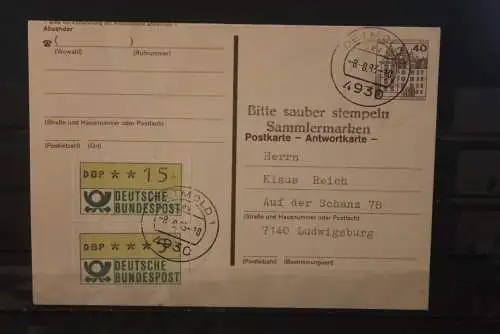 Absender
(Vorwahl) (Rufnummer)
(Straße und Hausnummer oder Postfach)
(Postleitzahl) (Ort)
DBP ** 15
DEUTSCHE
BUNDESPOST
DBP **
DEUTSCHE
BUNDESPOST
4930
40
4930
Bitte sauber stempeln
Sammlermarken
Postkarte - Antwortkarte -
Herrn
Klaus Reich
Auf der Schanz 78
(Straße und Hausnummer oder Postfach)
7140 Ludwigsburg
(Postleitzahl) (Bestimmungsort)